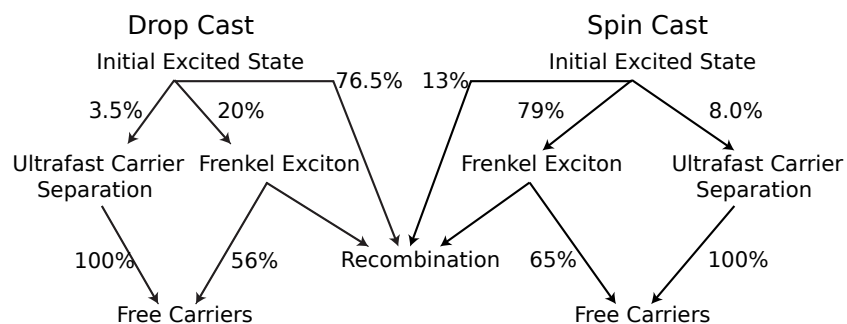 Drop Cast
Spin Cast
Initial Excited State
Initial Excited State
76.5%
13%
3.5%
20%
79%
8.0%
Ultrafast Carrier
Separation
Frenkel Exciton
Frenkel Exciton
Ultrafast Carrier
Separation
100%
56%
Recombination
65%
100%
Free Carriers
Free Carriers